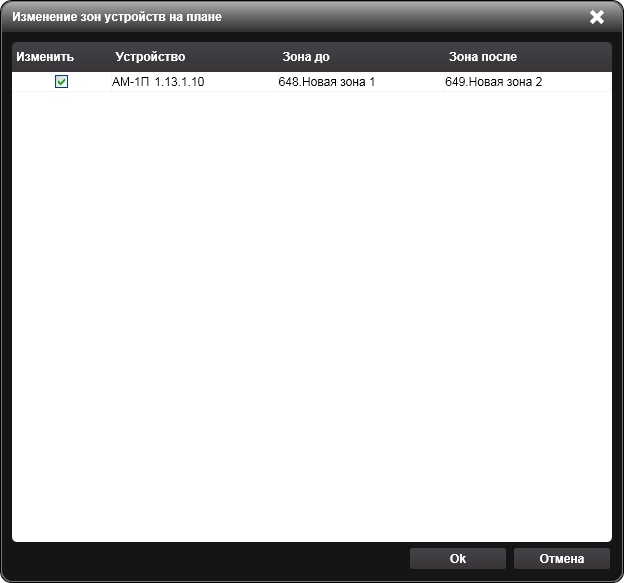 Изменение зон устройств на плане
Изменить Устройство Зона до Зона после
АМ-1П 1.13.1.10 648.Новая зона 1 649.Новая зона 2
Ok Отмена